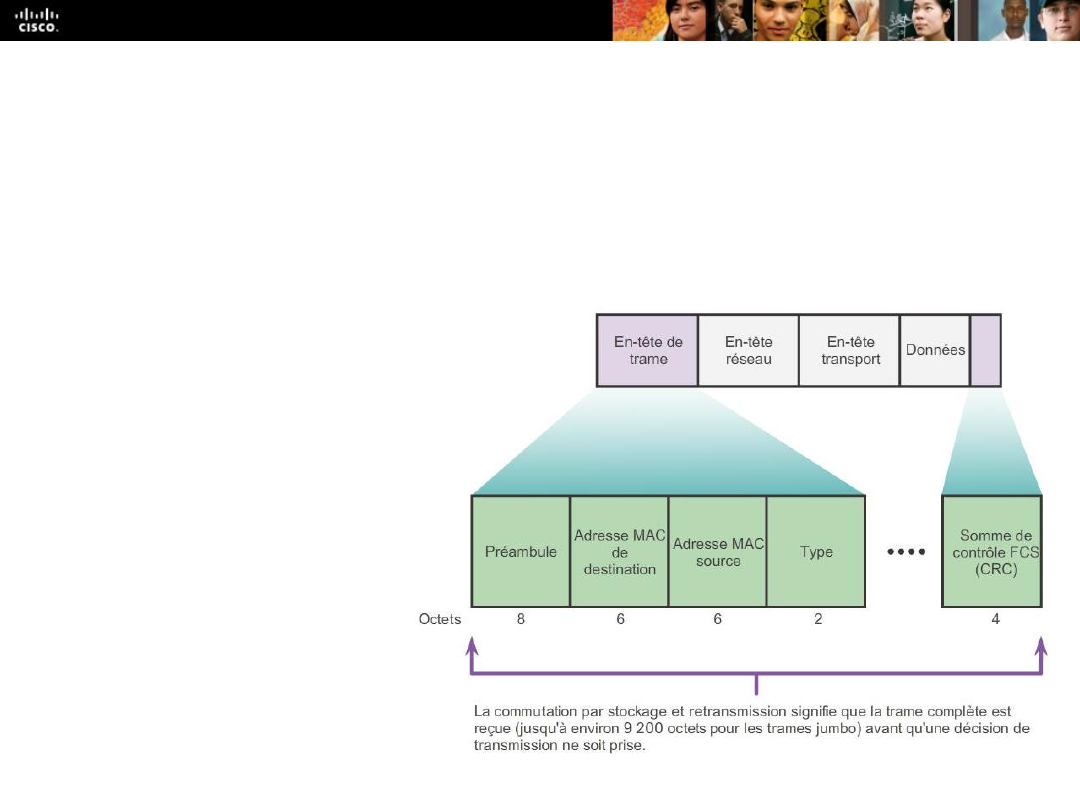 CISCO.
En-tête de
trame
En-tête
réseau
En-tête
transport
Données
Préambule
Adresse MAC
de
destination
Adresse MAC
source
Type
Somme de
contrôle FCS
(CRC)
Octets 8 6 6 2 4
La commutation par stockage et retransmission signifie que la trame complète est
reçue (jusqu'à environ 9 200 octets pour les trames jumbo) avant qu'une décision de
transmission ne soit prise.